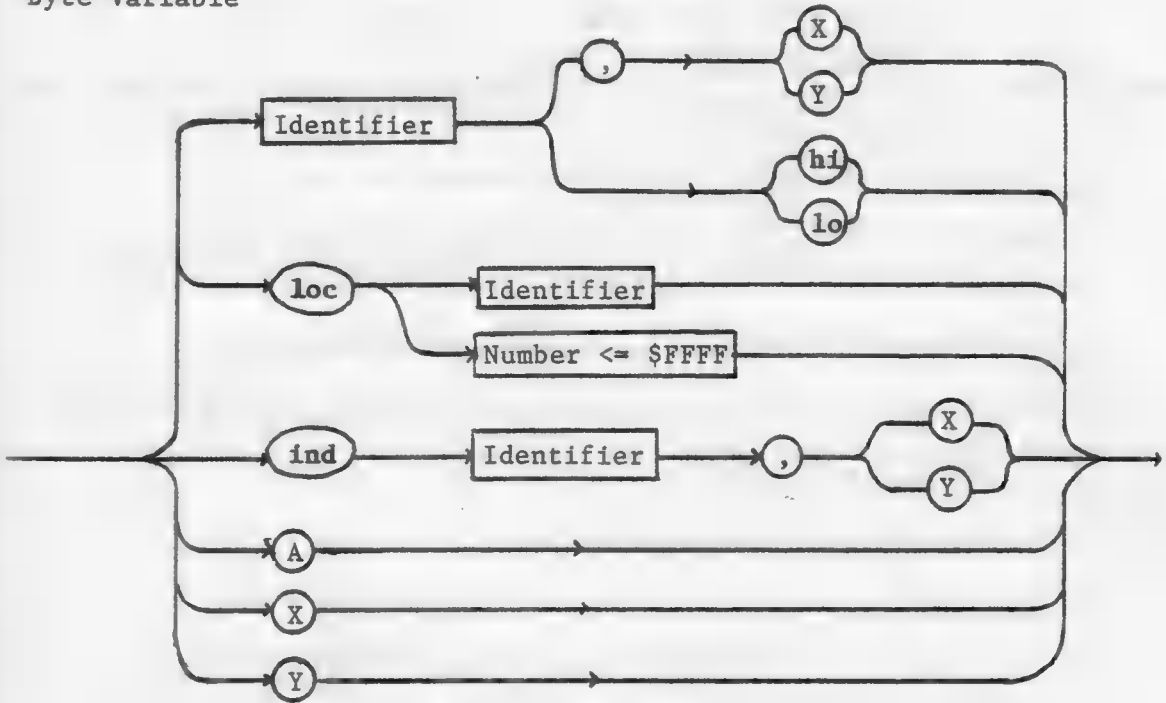 Byte Variable
, X
Y
Identifier
hi
lo
loc Identifier
Number <= $FFFF
ind Identifier , X
Y
A
X
Y